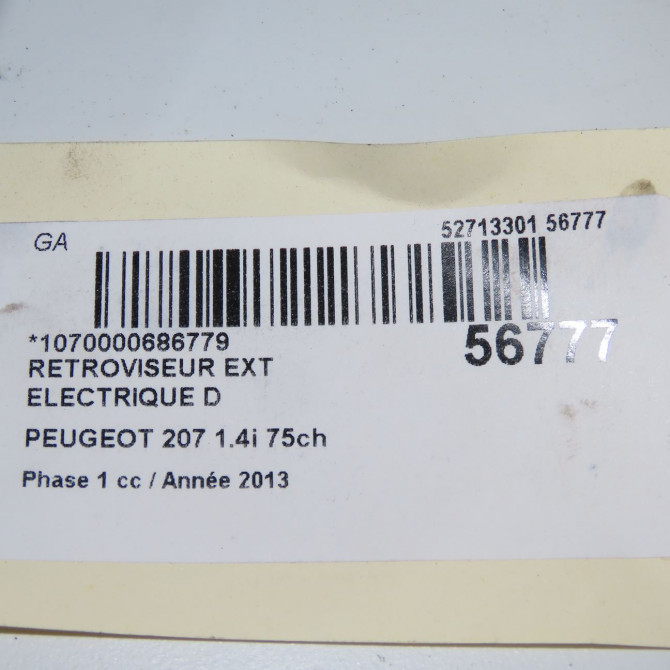 GA
52713301 56777
*1070000686779
56777
RETROVISEUR EXT
ELECTRIQUE D
PEUGEOT 207 1.4i 75ch
Phase 1 cc / Année 2013